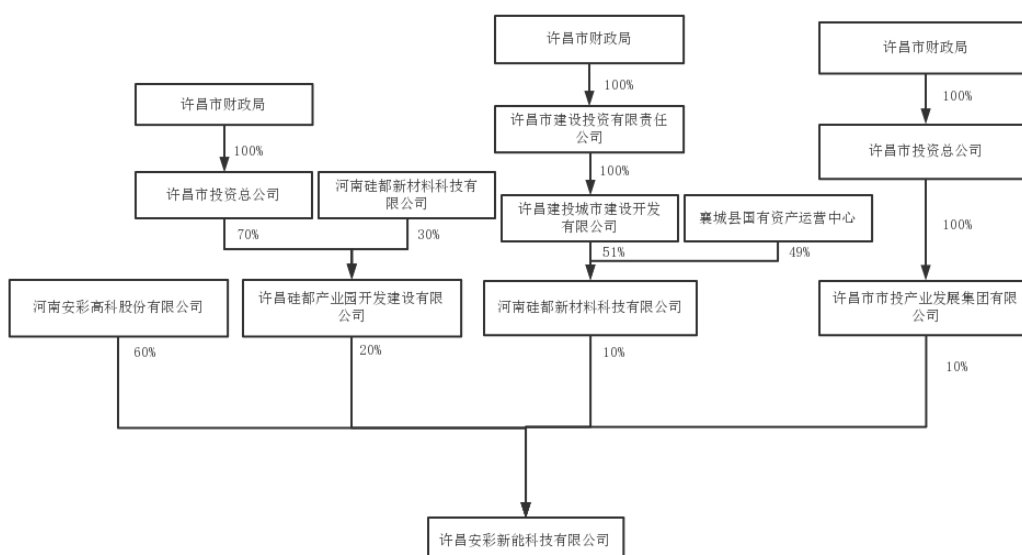 许昌市财政局
许昌市财政局
100%
100%
许昌市财政局
许昌市建设投资有限责任
公司
许昌市投资总公司
100%
100%
许昌市投资总公司
河南硅都新材料科技有
限公司
许昌建投城市建设开发
有限公司
襄城县国有资产运营中心
70%
30%
51%
49%
100%
河南安彩高科股份有限公司
许昌硅都产业园开发建设有限
公司
河南硅都新材料科技有限公司
许昌市市投产业发展集团有限
公司
60%
20%
10%
10%
许昌安彩新能科技有限公司